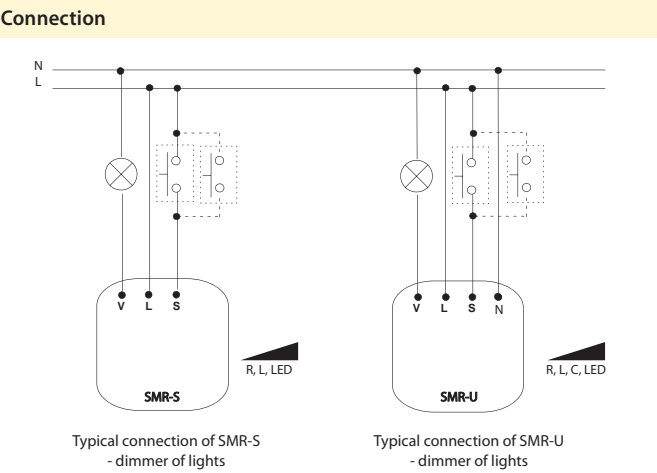 Connection
N
L
V L S
SMR-S
R, L, LED
Typical connection of SMR-S
- dimmer of lights
V L S N
SMR-U
R, L, C, LED
Typical connection of SMR-U
- dimmer of lights